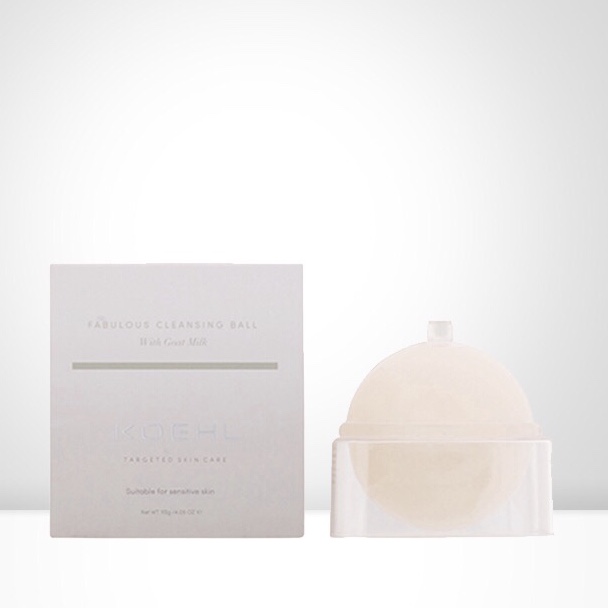 FABULOUS CLEANSING BALL
With Goat Milk
KOEHL
TARGETED SKIN CARE
Suitable for sensitive skin